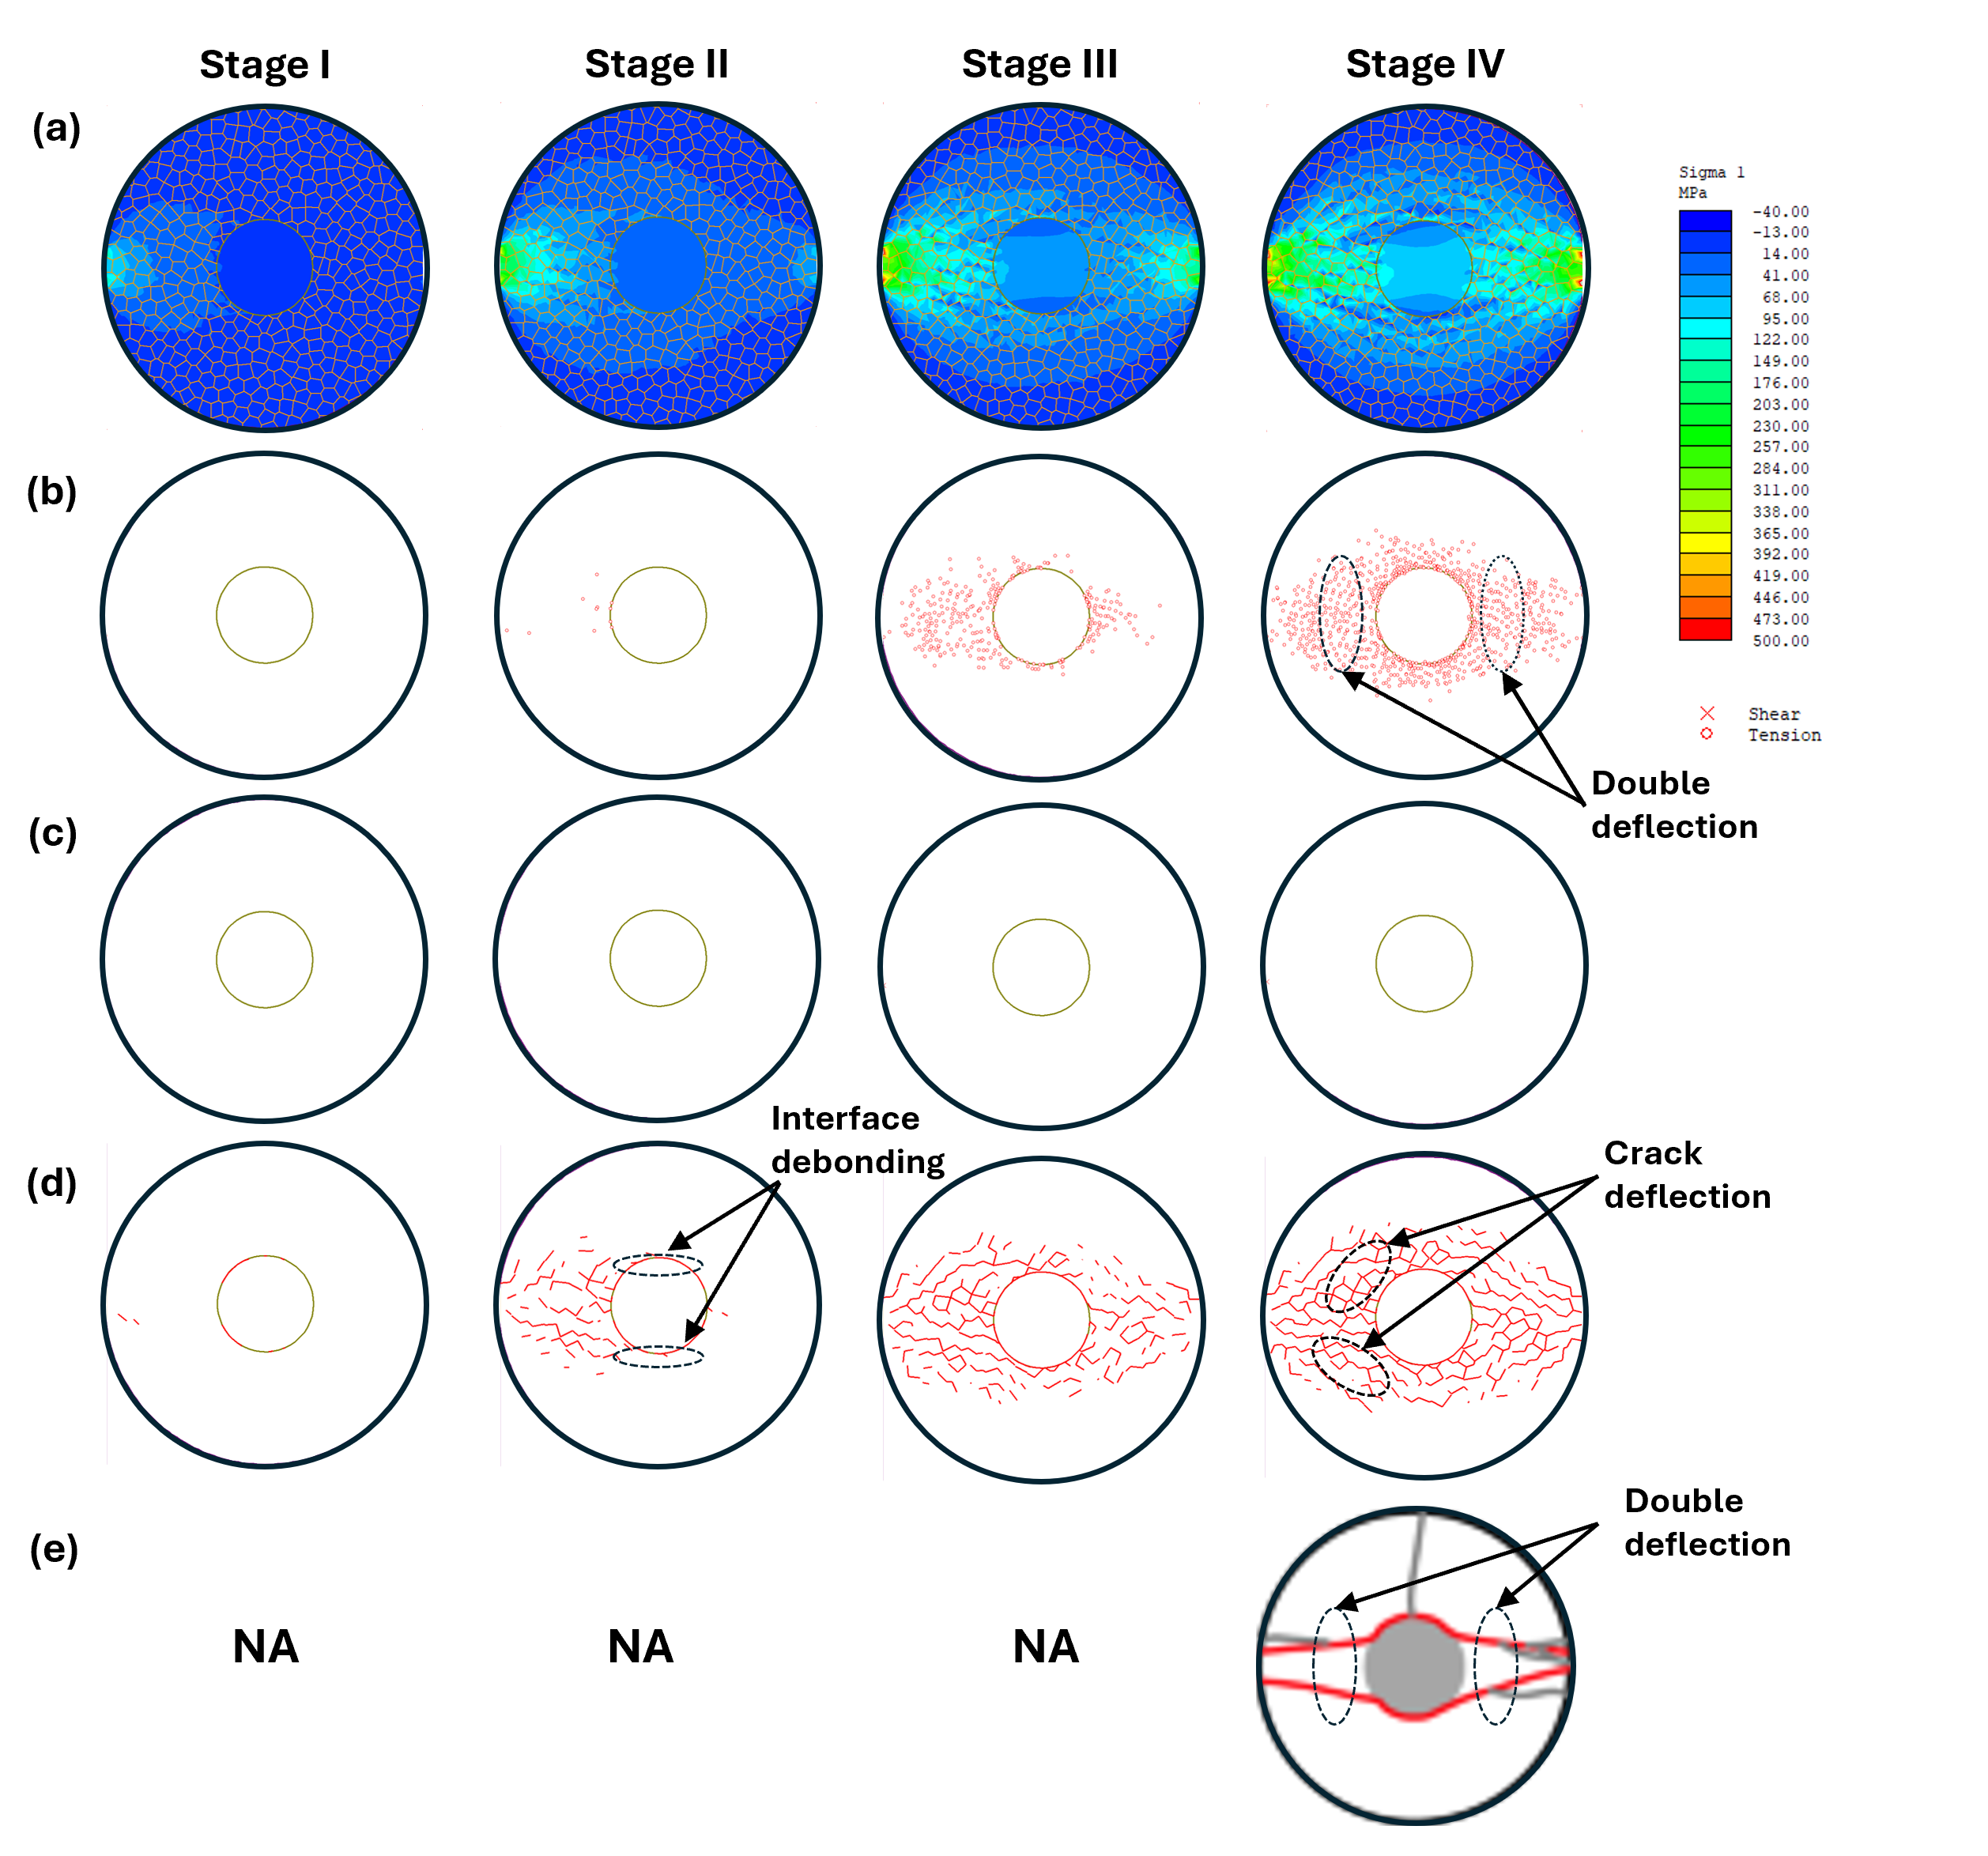 Stage I
Stage II
Stage III
Stage IV
(a)
Sigma 1
MPa
-40.00
-13.00
14.00
41.00
68.00
95.00
122.00
149.00
176.00
203.00
230.00
257.00
284.00
311.00
338.00
365.00
392.00
419.00
446.00
473.00
500.00
(b)
Shear
Tension
Double
deflection
(c)
Interface
debonding
(d)
Crack
deflection
(e)
Double
deflection
NA
NA
NA